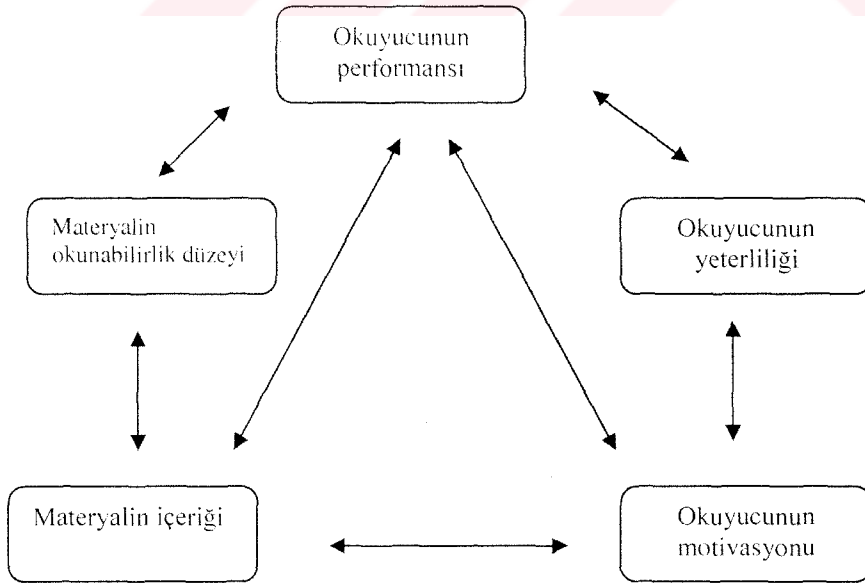 Okuyucunun
performansı
Materyalin
okunabilirlik düzeyi
Okuyucunun
yeterliliği
Materyalin içeriği
Okuyucunun
motivasyonu